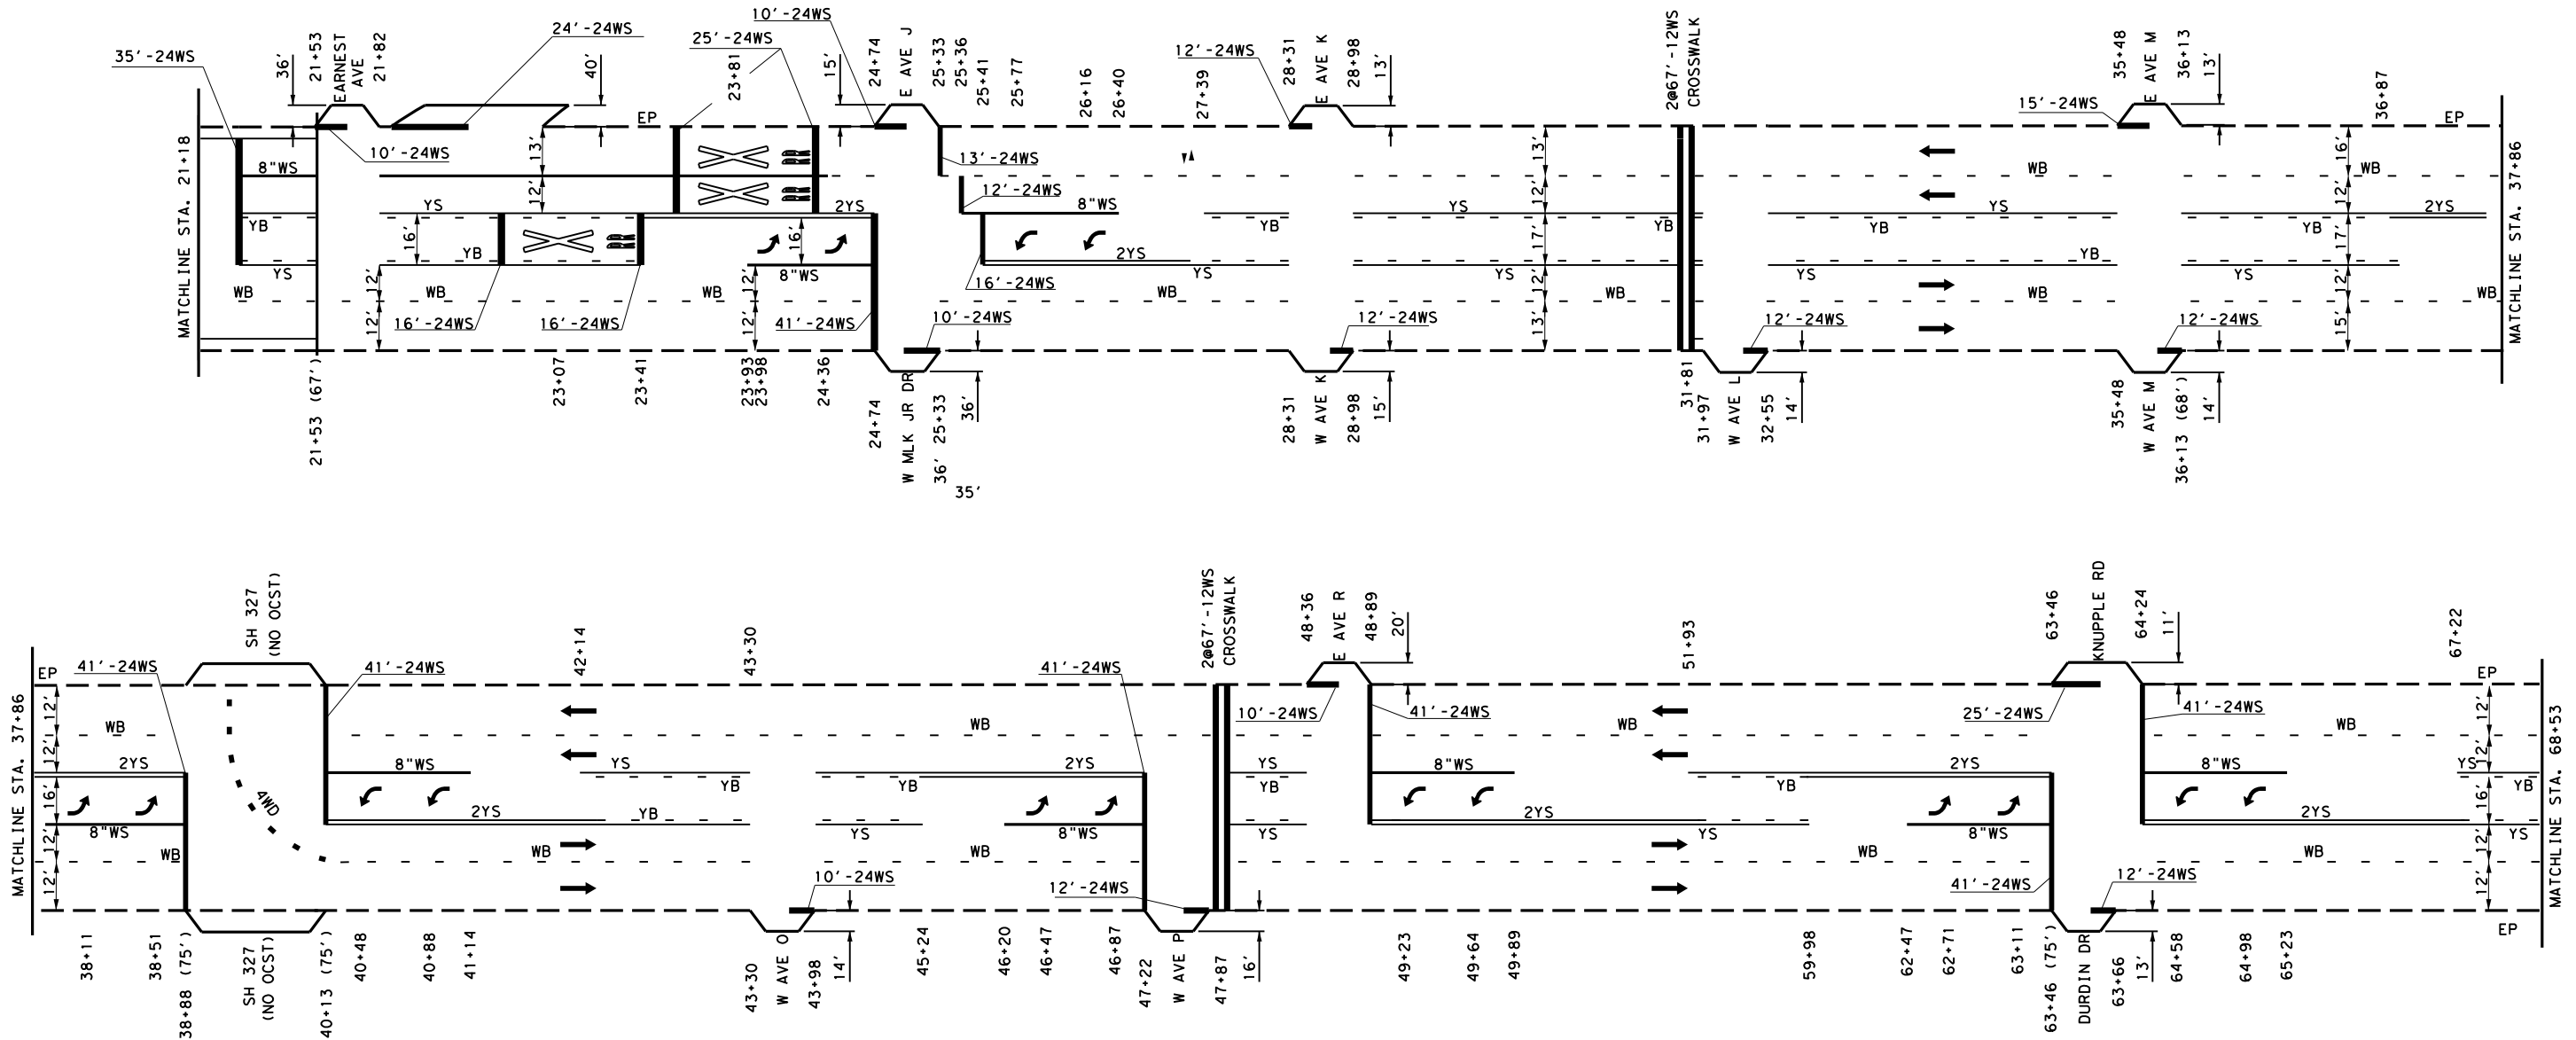 MATCHLINE STA. 21+18
35'-24WS
36'
21+53
EARNEST
AVE
21+82
24'-24WS
40'
25'-24WS
23+81
10'-24WS
15'
24+74
E AVE J
25+33
25+36
25+41
25+77
26+16
26+40
27+39
12'-24WS
28+31
E AVE K
28+98
13'
2@67'-12WS
CROSSWALK
15'-24WS
35+48
E AVE M
36+13
13'
36+87
EP
EP
10'-24WS
8"WS
13'
12'
13'-24WS
12'-24WS
13'
12'
WB
16'
12'
WB
YS
YB
2YS
8"WS
YB
YS
YB
YS
YB
YB
2YS
YB
YS
16'
YB
16'
8"WS
2YS
YS
YS
17'
YS
YB
17'
YS
WB
12'
WB
WB
12'
16'-24WS
WB
12'
WB
WB
12'
WB
12'
16'-24WS
16'-24WS
12'
41'-24WS
10'-24WS
12'-24WS
13'
12'-24WS
12'-24WS
15'
MATCHLINE STA. 37+86
21+53 (67')
23+07
23+41
23+93
23+98
24+36
24+74
W MLK JR DR
36'
25+33
36'
35'
28+31
W AVE K
28+98
15'
31+81
31+97
W AVE L
32+55
14'
35+48
W AVE M
36+13 (68')
14'
MATCHLINE STA. 37+86
EP
41'-24WS
SH 327
(NO OCST)
41'-24WS
42+14
43+30
41'-24WS
2@67'-12WS
CROSSWALK
48+36
E AVE R
48+89
20'
51+93
63+46
KNUPPLE RD
64+24
11'
67+22
EP
10'-24WS
41'-24WS
25'-24WS
41'-24WS
12'
WB
WB
WB
WB
12'
12'
2YS
8"WS
YS
2YS
YS
8"WS
2YS
8"WS
YS
12'
YB
YB
YB
YB
16'
4WD
2YS
YB
2YS
2YS
16'
8"WS
YS
8"WS
YS
YS
8"WS
YS
12'
WB
WB
WB
WB
WB
12'
12'
10'-24WS
12'-24WS
41'-24WS
12'-24WS
12'
EP
MATCHLINE STA. 68+53
38+11
38+51
38+88 (75')
SH 327
(NO OCST)
40+13 (75')
40+48
40+88
41+14
43+30
W AVE O
43+98
14'
45+24
46+20
46+47
46+87
47+22
W AVE P
47+87
16'
49+23
49+64
49+89
59+98
62+47
62+71
63+11
63+46 (75')
DURDIN DR
63+66
13'
64+58
64+98
65+23